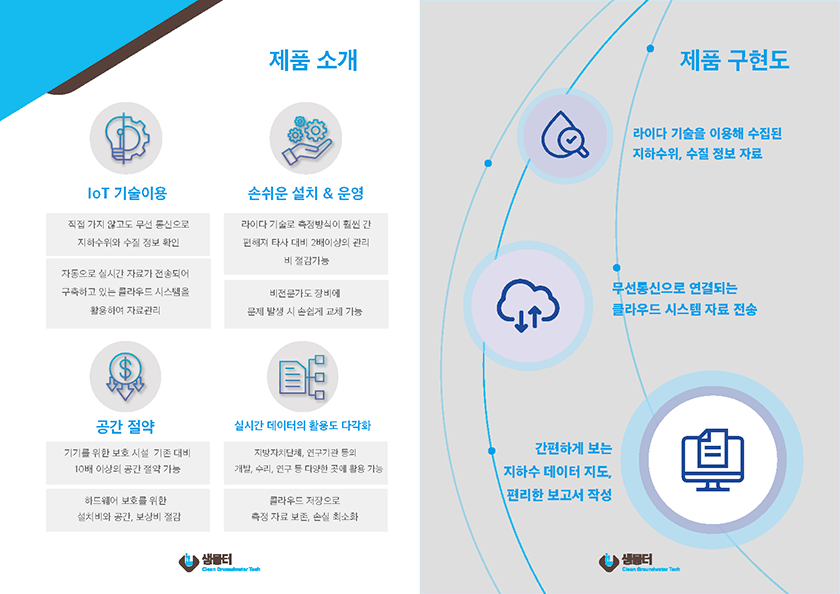 제품 소개
IoT 기술이용
직접 가지 않고도 무선 통신으로
지하수위와 수질 정보 확인
자동으로 실시간 자료가 전송되어
구축하고 있는 클라우드 시스템을
활용하여 자료관리
손쉬운 설치 & 운영
라이다 기술로 측정방식이 훨씬 간
편해져 타사 대비 2배이상의 관리
비 절감가능
비전문가도 장비에
문제 발생 시 손쉽게 교체 가능
공간 절약
기기를 위한 보호 시설 기존 대비
10배 이상의 공간 절약 가능
하드웨어 보호를 위한
설치비와 공간, 보상비 절감
실시간 데이터의 활용도 다각화
지방자치단체, 연구기관 등의
개발, 수리, 연구 등 다양한 곳에 활용 가능
클라우드 저장으로
측정 자료 보존, 손실 최소화
샘물터
Clean Groundwater Tech
제품 구현도
라이다 기술을 이용해 수집된
지하수위, 수질 정보 자료
무선통신으로 연결되는
클라우드 시스템 자료 전송
간편하게 보는
지하수 데이터 지도,
편리한 보고서 작성
샘물터
Clean Groundwater Tech